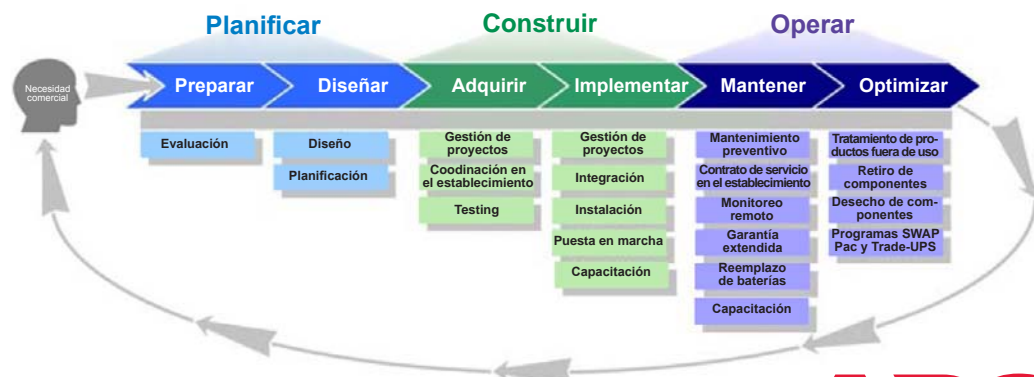 Planificar
Construir
Operar
Necesidad
comercial
Preparar
Diseñar
Adquirir
Implementar
Mantener
Optimizar
Evaluación
Diseño
Planificación
Gestión de
proyectos
Coodinación en
el establecimiento
Testing
Gestión de
proyectos
Integración
Instalación
Puesta en marcha
Capacitación
Mantenimiento
preventivo
Contrato de servicio
en el establecimiento
Monitoreo
remoto
Garantía
extendida
Reemplazo
de baterías
Capacitación
Tratamiento de pro-
ductos fuera de uso
Retiro de
componentes
Desecho de com-
ponentes
Programas SWAP
Pac y Trade-UPS